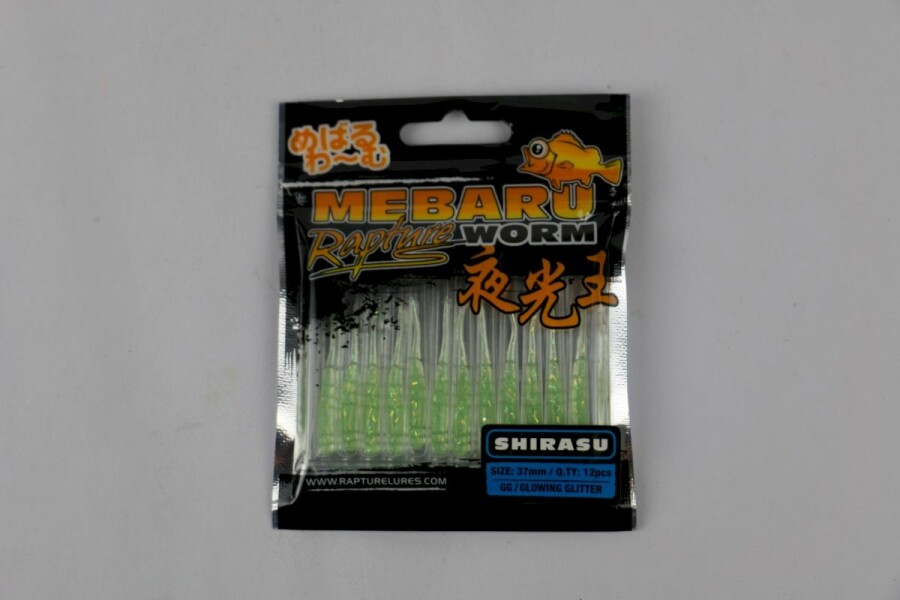 めばる
わ〜む
MEBARU
Rapture WORM
夜光王
SHIRASU
SIZE: 37mm / Q.TY: 12pcs
GG / GLOWING GLITTER
WWW.RAPTURELURES.COM